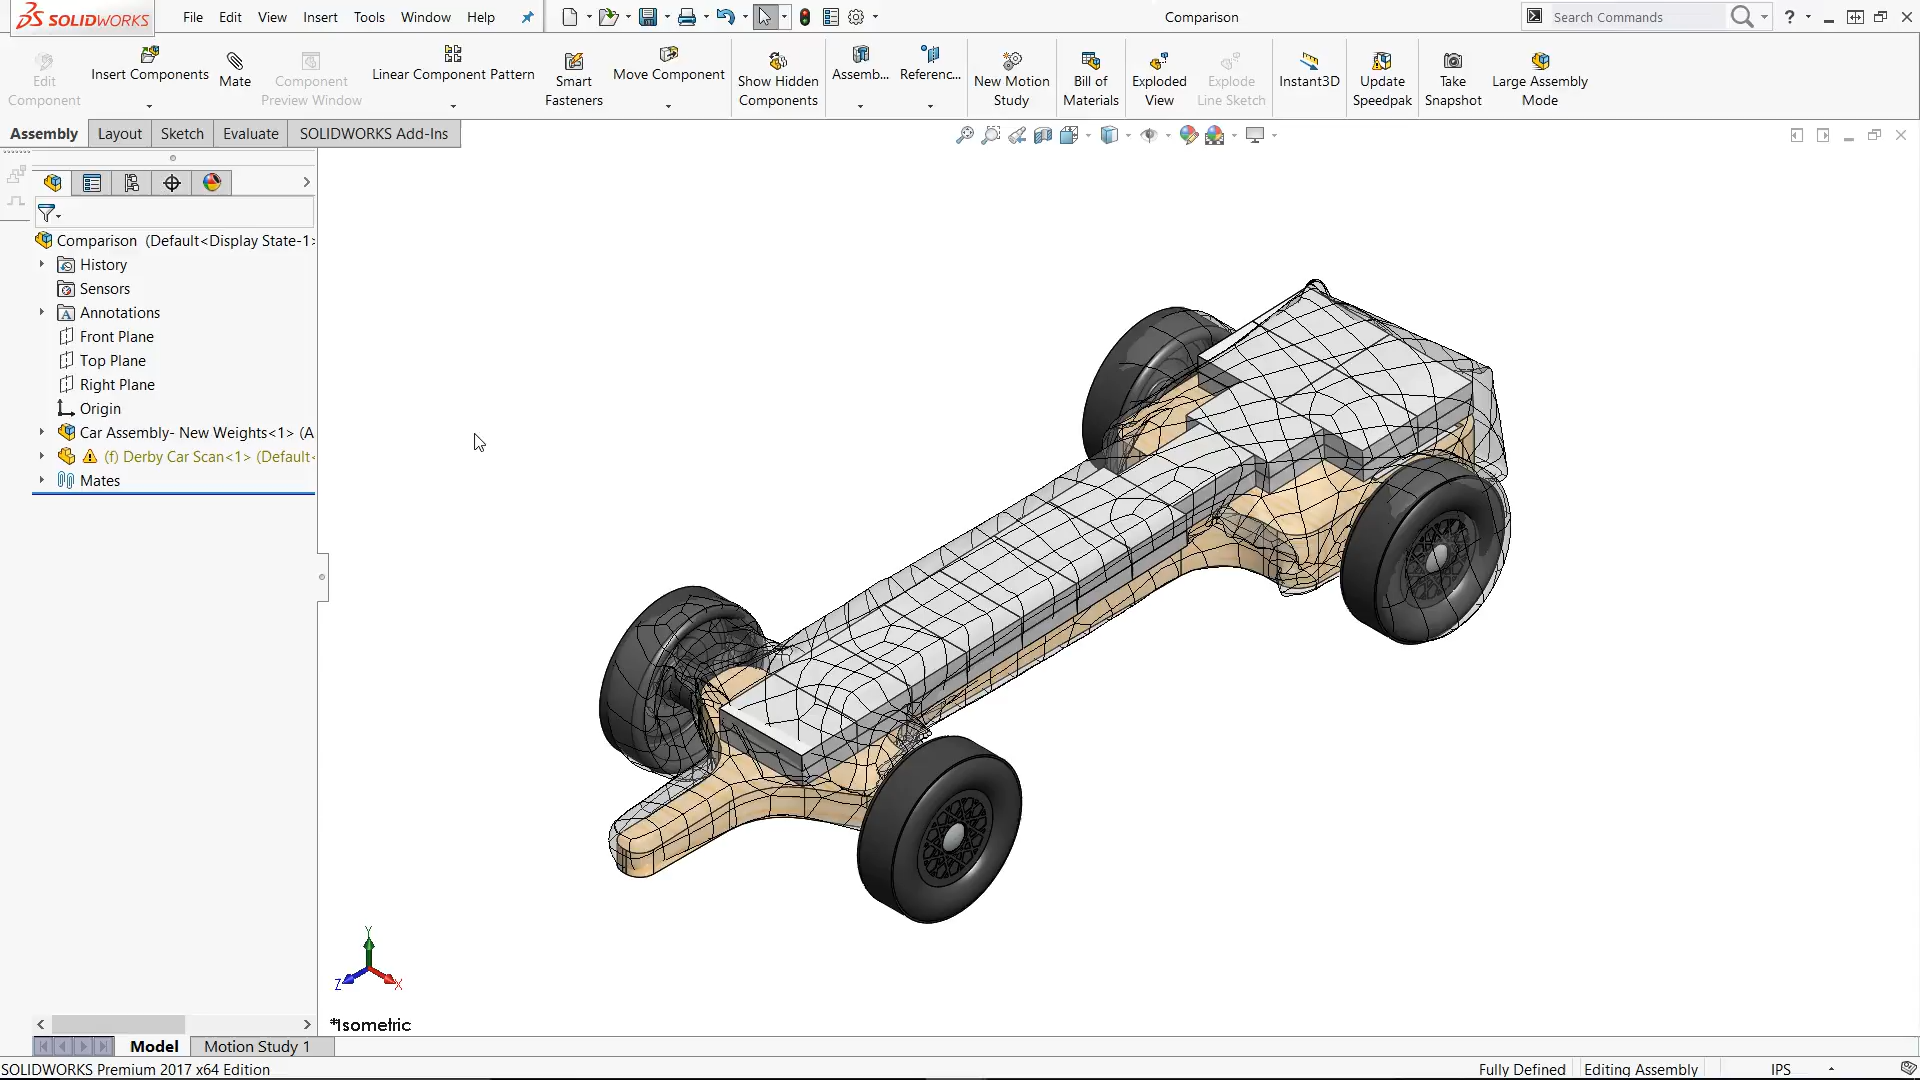 SOLIDWORKS
File Edit View Insert Tools Window Help
Comparison
Search Commands
?
Edit Component
Insert Components
Mate
Component Preview Window
Linear Component Pattern
Smart Fasteners
Move Component
Show Hidden Components
Assemb...
Referenc...
New Motion Study
Bill of Materials
Exploded View
Explode Line Sketch
Instant3D
Update Speedpak
Take Snapshot
Large Assembly Mode
Assembly Layout Sketch Evaluate SOLIDWORKS Add-Ins
Comparison (Default<Display State-1>
History
Sensors
Annotations
Front Plane
Top Plane
Right Plane
Origin
Car Assembly- New Weights<1> (A
(f) Derby Car Scan<1> (Default<
Mates
Y
Z X
*Isometric
Model Motion Study 1
SOLIDWORKS Premium 2017 x64 Edition
Fully Defined Editing Assembly IPS